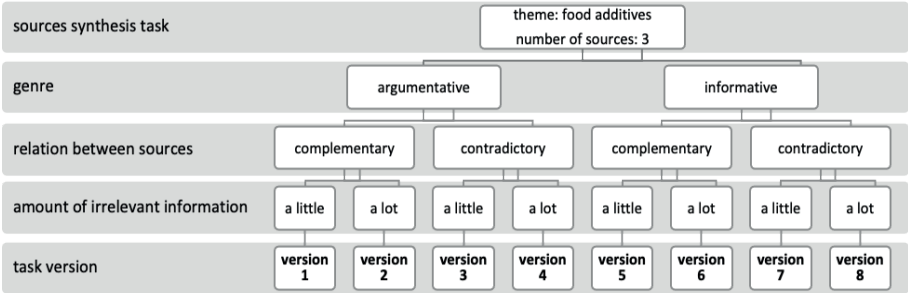 sources synthesis task
theme: food additives
number of sources: 3
genre
argumentative
informative
relation between sources
complementary
contradictory
complementary
contradictory
amount of irrelevant information
a little
a lot
a little
a lot
a little
a lot
a little
a lot
task version
version
1
version
2
version
3
version
4
version
5
version
6
version
7
version
8